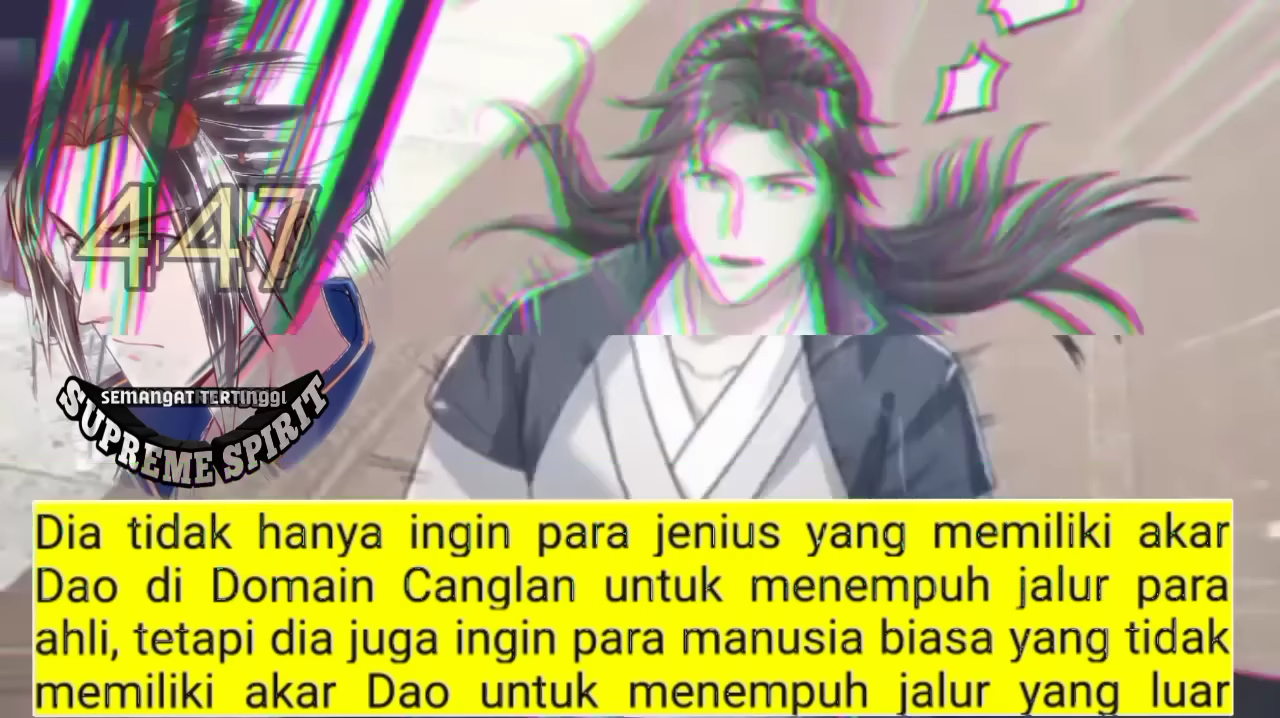 447
SEMANGAT TERTINGGI
SUPREME SPIRIT
Dia tidak hanya ingin para jenius yang memiliki akar
Dao di Domain Canglan untuk menempuh jalur para
ahli, tetapi dia juga ingin para manusia biasa yang tidak
memiliki akar Dao untuk menempuh jalur yang luar